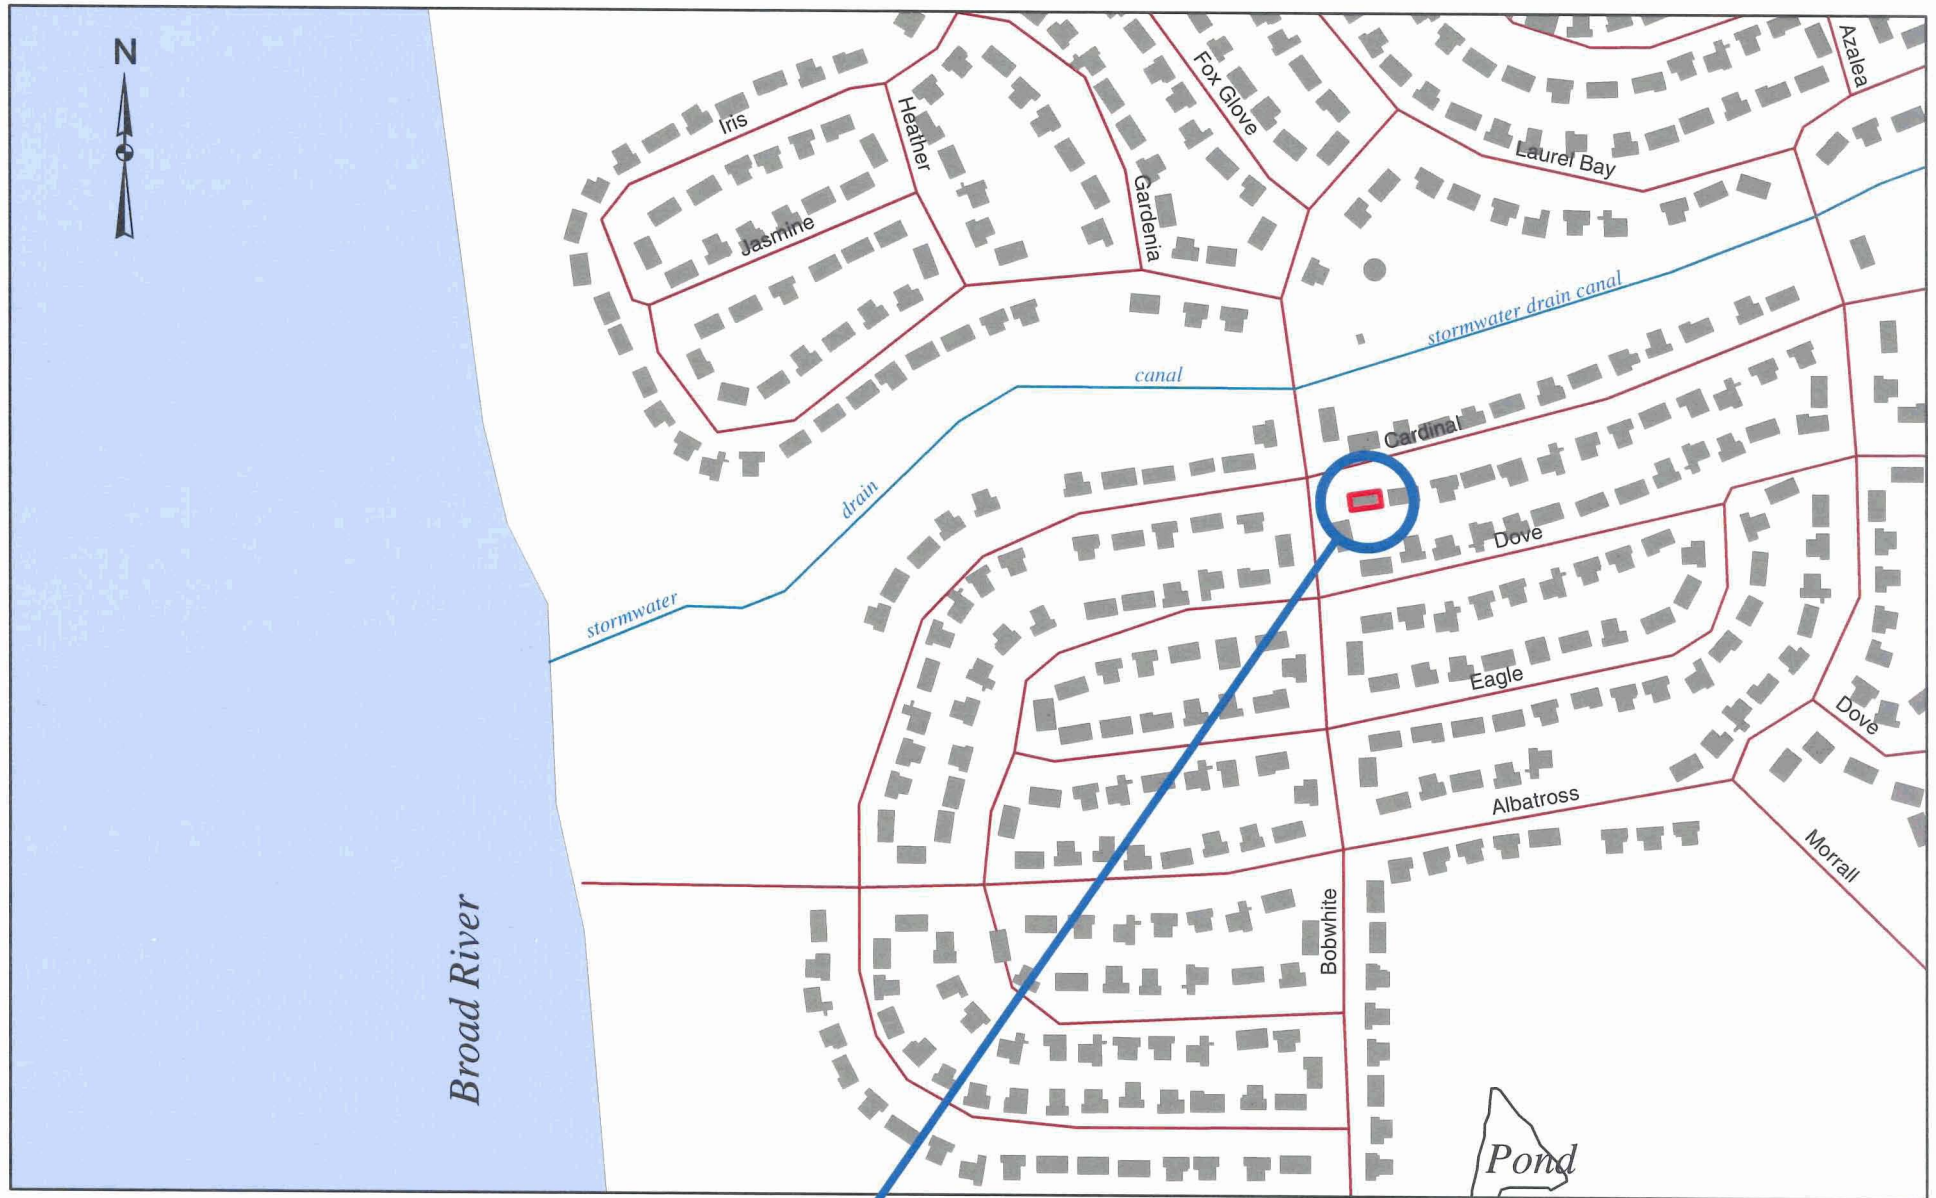 N
Azalea
Fox Glove
Iris
Heather
Laurel Bay
Gardenia
Jasmine
stormwater drain canal
canal
Cardinal
drain
Dove
stormwater
Eagle
Dove
Albatross
Morrall
Bobwhite
Broad River
Pond